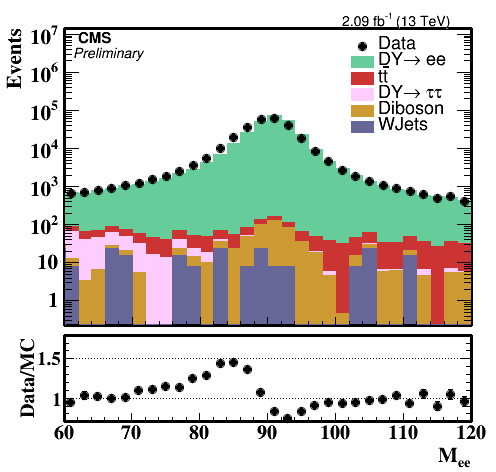 2.09 fb⁻¹ (13 TeV)
CMS
Preliminary
Events
10⁷
10⁶
10⁵
10⁴
10³
10²
10
1
Data
DY→ ee
tt̄
DY→ ττ
Diboson
WJets
Data/MC
1.5
1
60 70 80 90 100 110 120
Mₑₑ